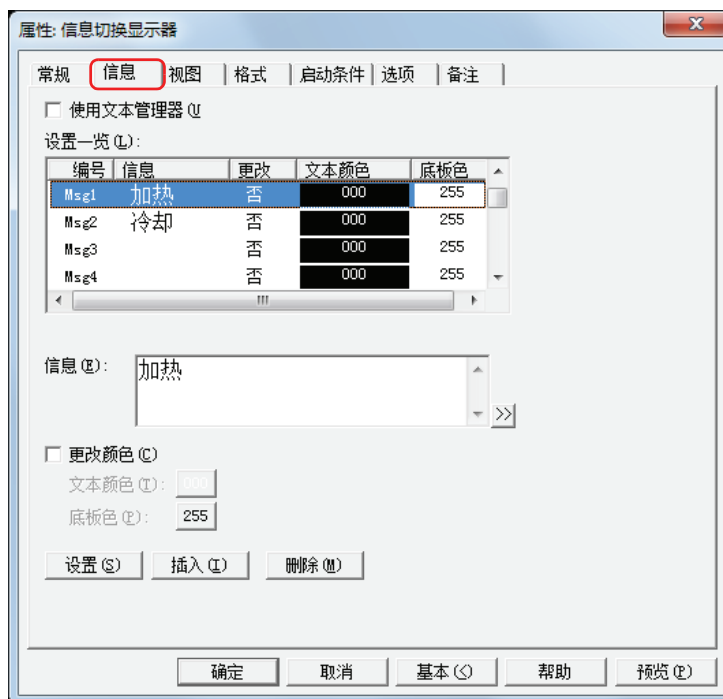 属性: 信息切换显示器
常规 信息 视图 格式 启动条件 选项 备注
使用文本管理器(U
设置一览(L):
编号 信息 更改 文本颜色 底板色
Msg1 加热 否 000 255
Msg2 冷却 否 000 255
Msg3 否 000 255
Msg4 否 000 255
信息(E): 加热
>>
更改颜色(C)
文本颜色(T): 000
底板色(P): 255
设置(S) 插入(I) 删除(M)
确定 取消 基本(<) 帮助 预览(P)